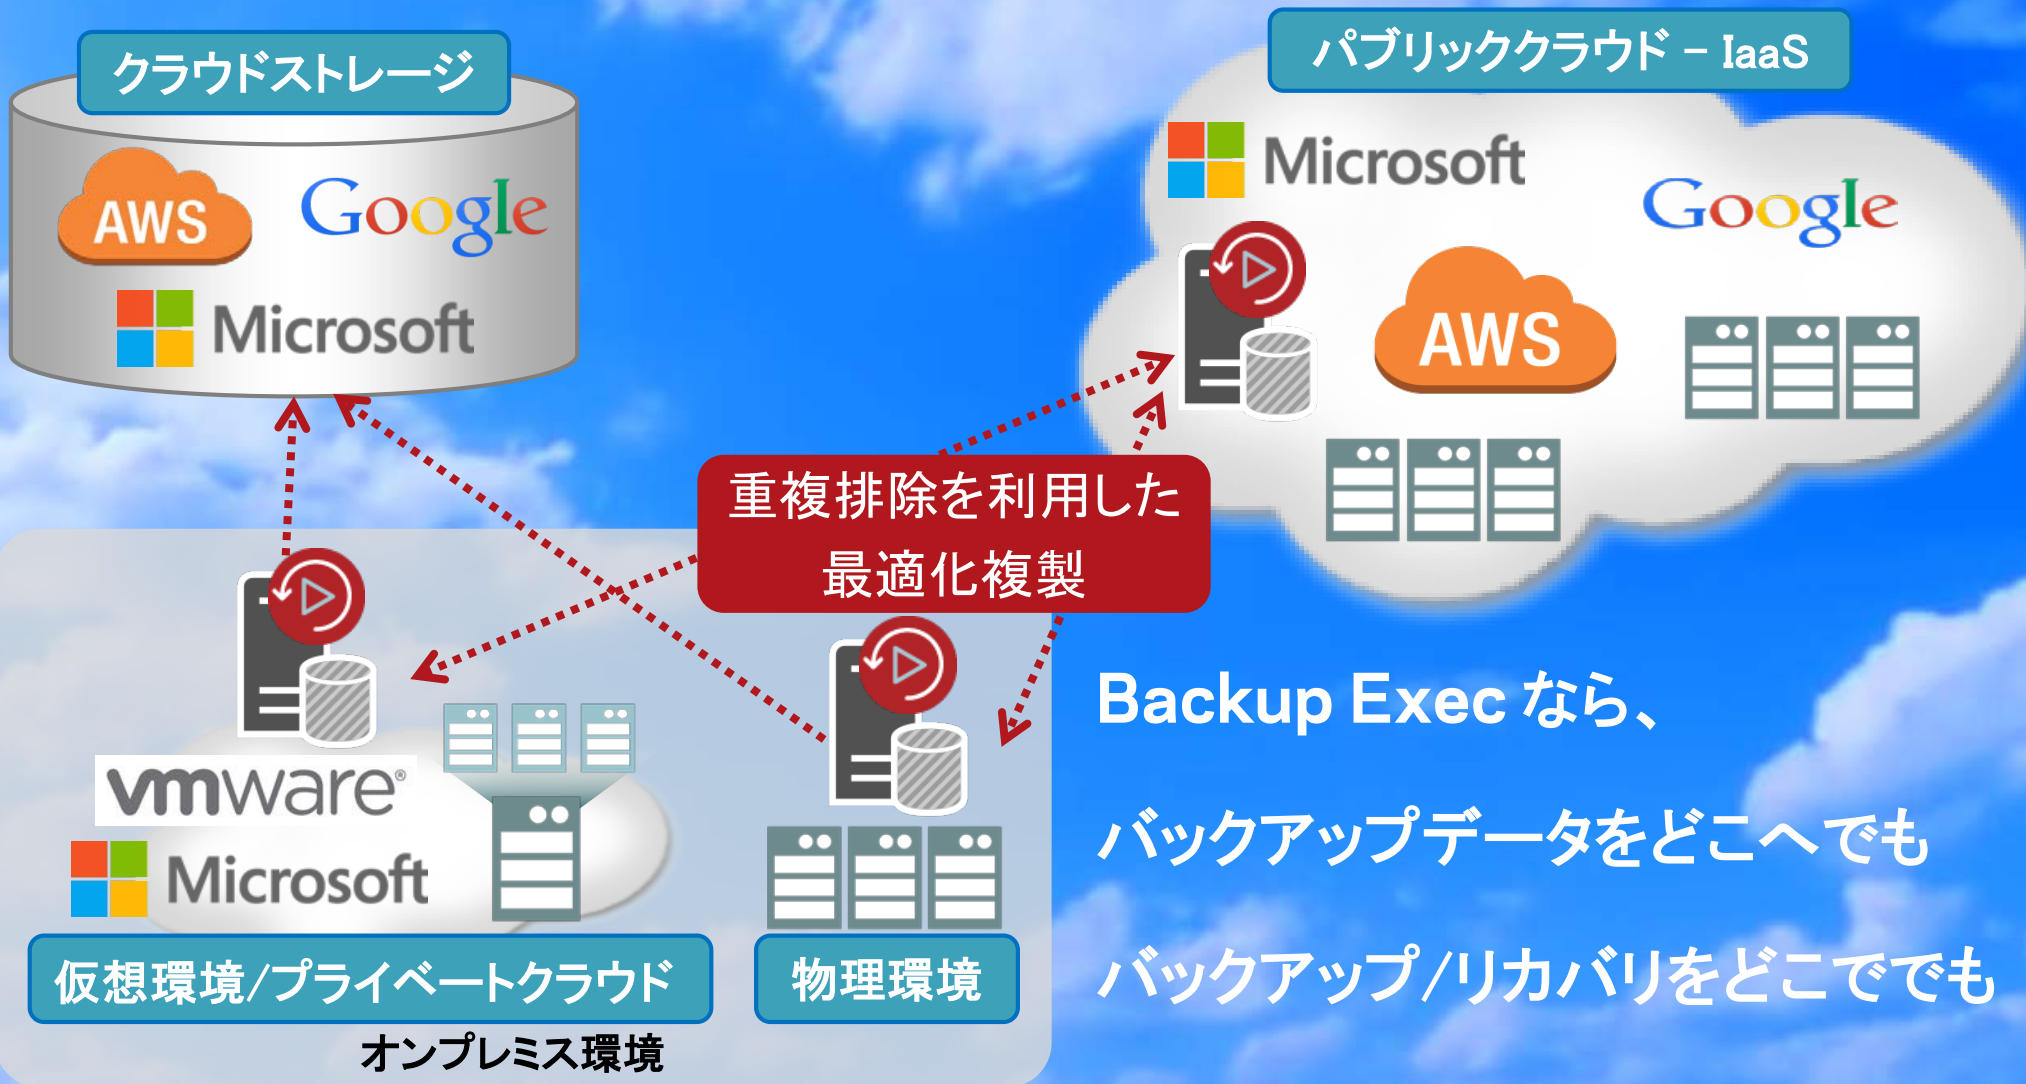 クラウドストレージ
AWS
Google
Microsoft
パブリッククラウド – IaaS
Microsoft
Google
AWS
重複排除を利用した
最適化複製
vmware®
Microsoft
仮想環境/プライベートクラウド
物理環境
オンプレミス環境
Backup Exec なら、
バックアップデータをどこへでも
バックアップ/リカバリをどこででも